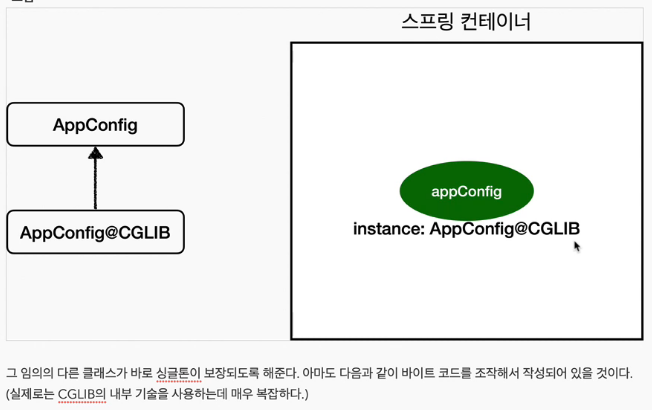 스프링 컨테이너
AppConfig
appConfig
AppConfig@CGLIB
instance: AppConfig@CGLIB
그 임의의 다른 클래스가 바로 싱글톤이 보장되도록 해준다. 아마도 다음과 같이 바이트 코드를 조작해서 작성되어 있을 것이다.
(실제로는 CGLIB의 내부 기술을 사용하는데 매우 복잡하다.)